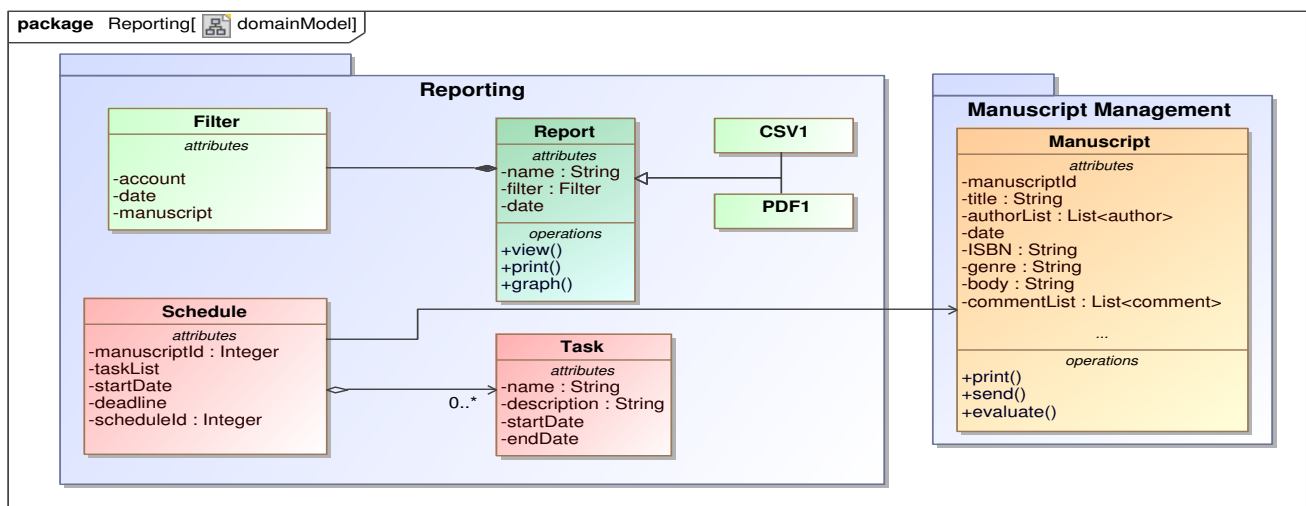 package Reporting[ domainModel]
Reporting
Filter
attributes
-account
-date
-manuscript
Report
attributes
-name : String
-filter : Filter
-date
operations
+view()
+print()
+graph()
CSV1
PDF1
Schedule
attributes
-manuscriptId : Integer
-taskList
-startDate
-deadline
-scheduleId : Integer
0..*
Task
attributes
-name : String
-description : String
-startDate
-endDate
Manuscript Management
Manuscript
attributes
-manuscriptId
-title : String
-authorList : List<author>
-date
-ISBN : String
-genre : String
-body : String
-commentList : List<comment>
...
operations
+print()
+send()
+evaluate()